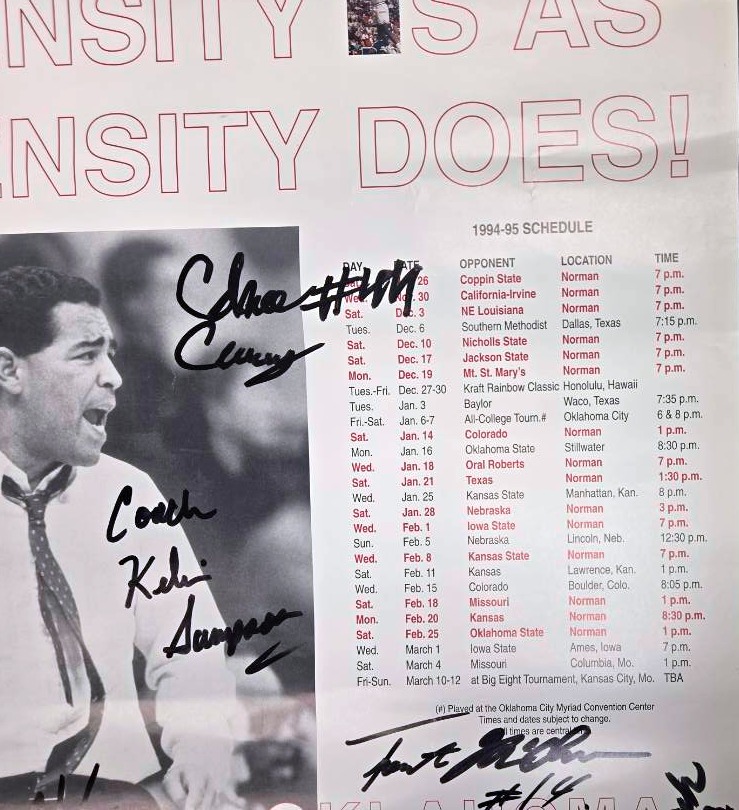 NSITY IS AS
ENSITY DOES!
1994-95 SCHEDULE
DAY DATE OPPONENT LOCATION TIME
Sat. Nov. 26 Coppin State Norman 7 p.m.
Wed. Nov. 30 California-Irvine Norman 7 p.m.
Sat. Dec. 3 NE Louisiana Norman 7 p.m.
Tues. Dec. 6 Southern Methodist Dallas, Texas 7:15 p.m.
Sat. Dec. 10 Nicholls State Norman 7 p.m.
Sat. Dec. 17 Jackson State Norman 7 p.m.
Mon. Dec. 19 Mt. St. Mary's Norman 7 p.m.
Tues.-Fri. Dec. 27-30 Kraft Rainbow Classic Honolulu, Hawaii
Tues. Jan. 3 Baylor Waco, Texas 7:35 p.m.
Fri.-Sat. Jan. 6-7 All-College Tourn.# Oklahoma City 6 & 8 p.m.
Sat. Jan. 14 Colorado Norman 1 p.m.
Mon. Jan. 16 Oklahoma State Stillwater 8:30 p.m.
Wed. Jan. 18 Oral Roberts Norman 7 p.m.
Sat. Jan. 21 Texas Norman 1:30 p.m.
Wed. Jan. 25 Kansas State Manhattan, Kan. 8 p.m.
Sat. Jan. 28 Nebraska Norman 3 p.m.
Wed. Feb. 1 Iowa State Norman 7 p.m.
Sun. Feb. 5 Nebraska Lincoln, Neb. 12:30 p.m.
Wed. Feb. 8 Kansas State Norman 7 p.m.
Sat. Feb. 11 Kansas Lawrence, Kan. 1 p.m.
Wed. Feb. 15 Colorado Boulder, Colo. 8:05 p.m.
Sat. Feb. 18 Missouri Norman 1 p.m.
Mon. Feb. 20 Kansas Norman 8:30 p.m.
Sat. Feb. 25 Oklahoma State Norman 1 p.m.
Wed. March 1 Iowa State Ames, Iowa 7 p.m.
Sat. March 4 Missouri Columbia, Mo. 1 p.m.
Fri-Sun. March 10-12 at Big Eight Tournament, Kansas City, Mo. TBA
(#) Played at the Oklahoma City Myriad Convention Center
Times and dates subject to change.
All times are central.
#44
Coach
Kelvin
Sampson
#14
OKLAHOMA